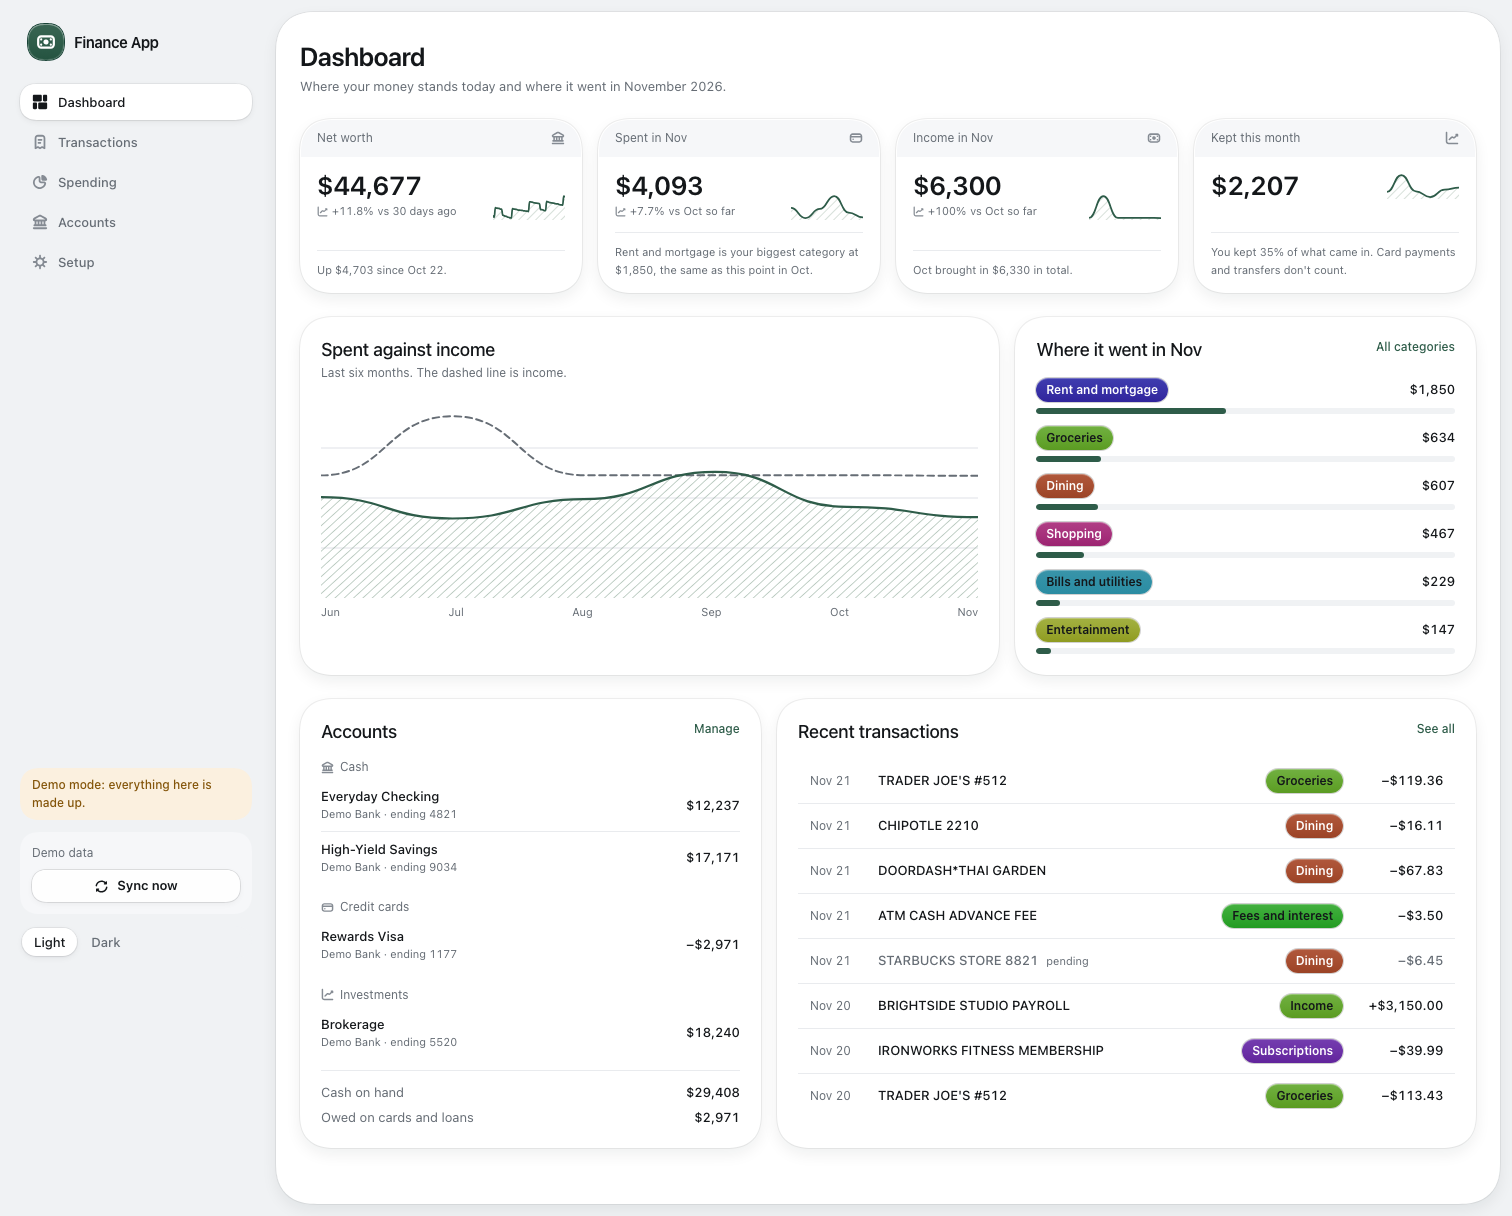 Finance App
Dashboard
Transactions
Spending
Accounts
Setup
Demo mode: everything here is
made up.
Demo data
Sync now
Light
Dark
Dashboard
Where your money stands today and where it went in November 2026.
Net worth
$44,677
+11.8% vs 30 days ago
Up $4,703 since Oct 22.
Spent in Nov
$4,093
+7.7% vs Oct so far
Rent and mortgage is your biggest category at
$1,850, the same as this point in Oct.
Income in Nov
$6,300
+100% vs Oct so far
Oct brought in $6,330 in total.
Kept this month
$2,207
You kept 35% of what came in. Card payments
and transfers don't count.
Spent against income
Last six months. The dashed line is income.
Jun
Jul
Aug
Sep
Oct
Nov
Where it went in Nov
All categories
Rent and mortgage $1,850
Groceries $634
Dining $607
Shopping $467
Bills and utilities $229
Entertainment $147
Accounts
Manage
Cash
Everyday Checking
Demo Bank · ending 4821
$12,237
High-Yield Savings
Demo Bank · ending 9034
$17,171
Credit cards
Rewards Visa
Demo Bank · ending 1177
−$2,971
Investments
Brokerage
Demo Bank · ending 5520
$18,240
Cash on hand $29,408
Owed on cards and loans $2,971
Recent transactions
See all
Nov 21 TRADER JOE'S #512 Groceries −$119.36
Nov 21 CHIPOTLE 2210 Dining −$16.11
Nov 21 DOORDASH*THAI GARDEN Dining −$67.83
Nov 21 ATM CASH ADVANCE FEE Fees and interest −$3.50
Nov 21 STARBUCKS STORE 8821 pending Dining −$6.45
Nov 20 BRIGHTSIDE STUDIO PAYROLL Income +$3,150.00
Nov 20 IRONWORKS FITNESS MEMBERSHIP Subscriptions −$39.99
Nov 20 TRADER JOE'S #512 Groceries −$113.43